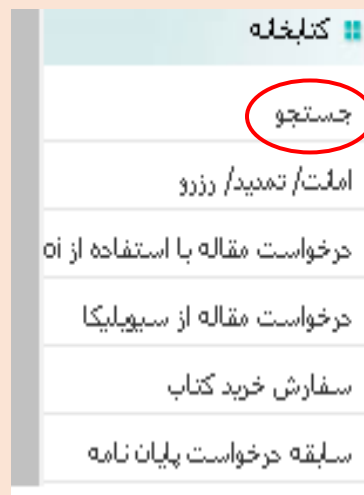 کتابخانه
جستجو
امانت/ تمدید/ رزرو
درخواست مقاله با استفاده از oi
درخواست مقاله از سیویلیکا
سفارش خرید کتاب
سابقه درخواست پایان نامه